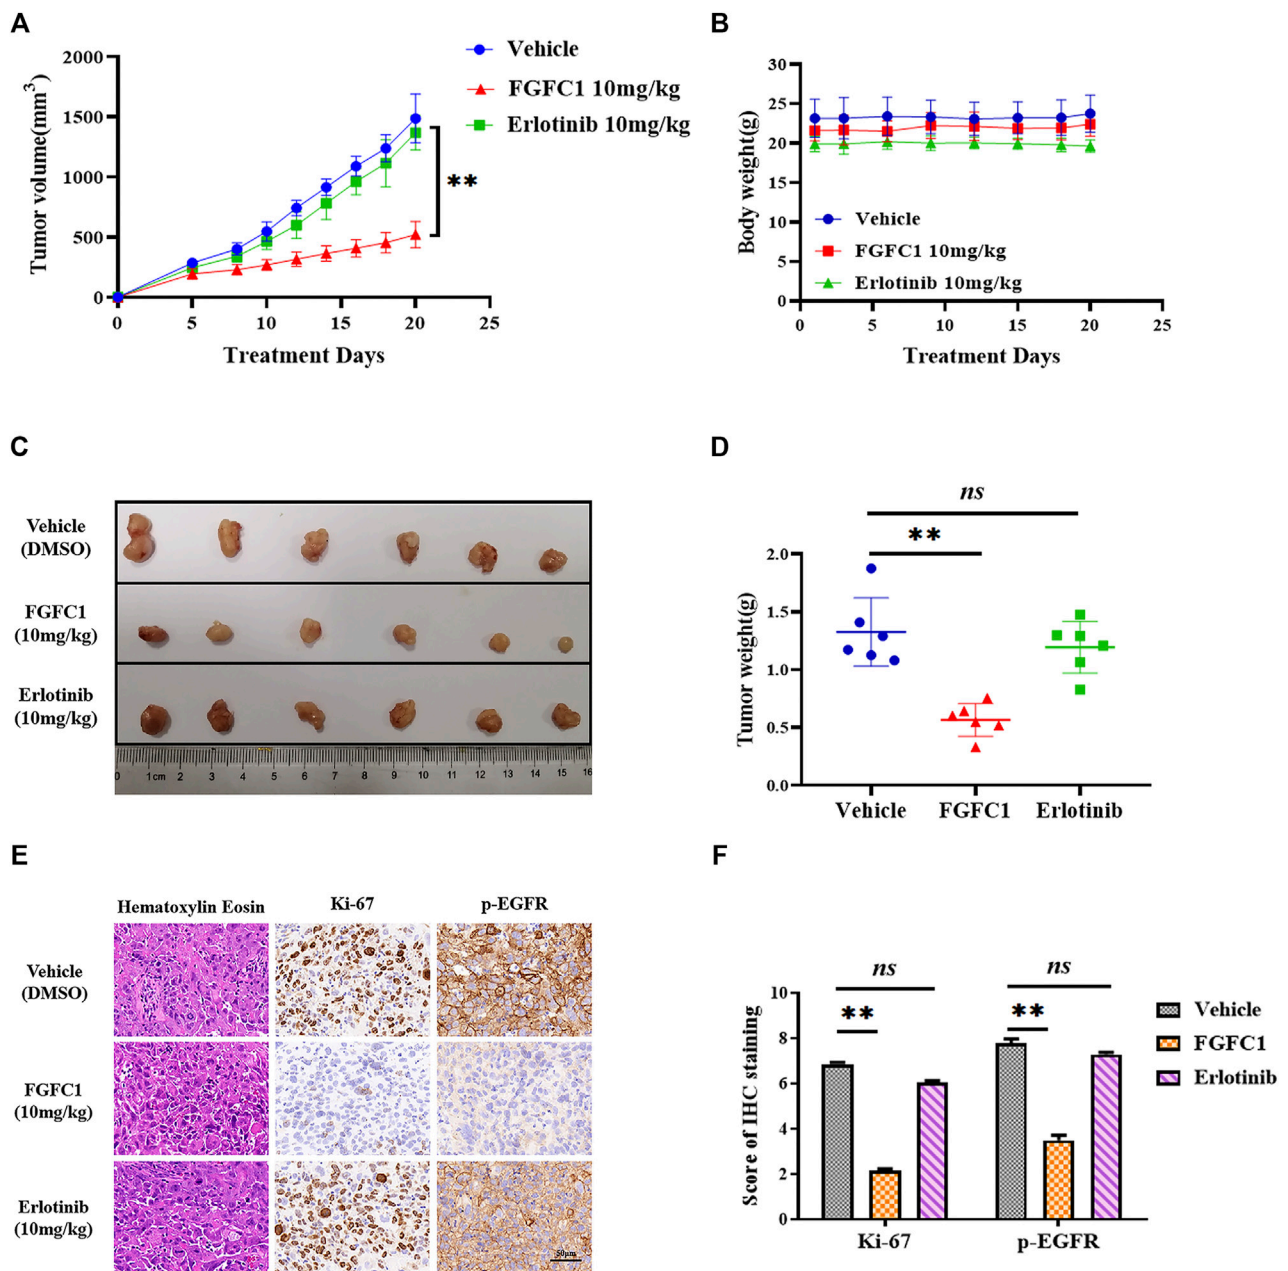 A
2000
1500
1000
500
0
Tumor volume(mm³)
0 5 10 15 20 25
Treatment Days
Vehicle
FGFC1 10mg/kg
Erlotinib 10mg/kg
**
B
30
25
20
15
10
5
0
Body weight(g)
Vehicle
FGFC1 10mg/kg
Erlotinib 10mg/kg
0 5 10 15 20 25
Treatment Days
C
Vehicle
(DMSO)
FGFC1
(10mg/kg)
Erlotinib
(10mg/kg)
0 1cm 2 3 4 5 6 7 8 9 10 11 12 13 14 15 16
D
ns
**
2.0
1.5
1.0
0.5
0.0
Tumor weight(g)
Vehicle FGFC1 Erlotinib
E
Hematoxylin Eosin Ki-67 p-EGFR
Vehicle
(DMSO)
FGFC1
(10mg/kg)
Erlotinib
(10mg/kg)
50μm
F
ns ns
** **
10
8
6
4
2
0
Score of IHC staining
Ki-67 p-EGFR
Vehicle
FGFC1
Erlotinib